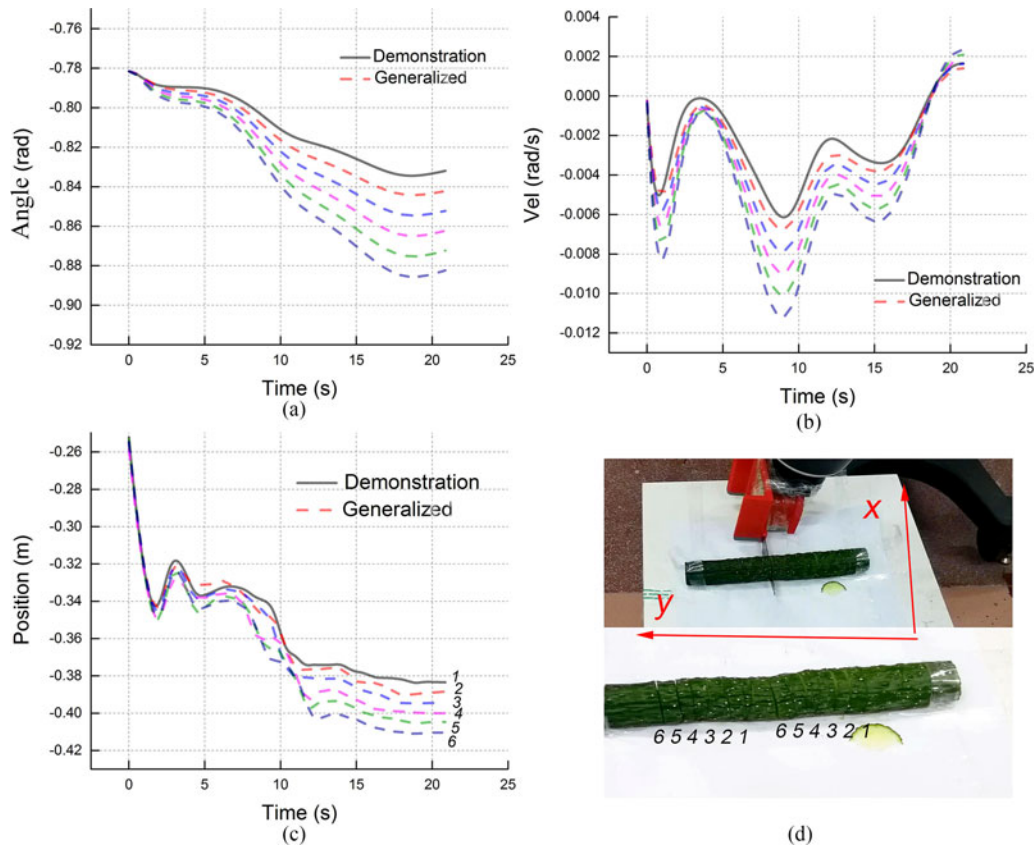 -0.76
-0.78
-0.80
-0.82
-0.84
-0.86
-0.88
-0.90
-0.92
Angle (rad)
Demonstration
Generalized
0 5 10 15 20 25
Time (s)
(a)
0.004
0.002
0.000
-0.002
-0.004
-0.006
-0.008
-0.010
-0.012
Vel (rad/s)
Demonstration
Generalized
0 5 10 15 20 25
Time (s)
(b)
-0.26
-0.30
-0.32
-0.34
-0.36
-0.38
-0.40
-0.42
Position (m)
Demonstration
Generalized
1
2
3
4
5
6
0 5 10 15 20 25
Time (s)
(c)
x
y
6 5 4 3 2 1 6 5 4 3 2 1
(d)